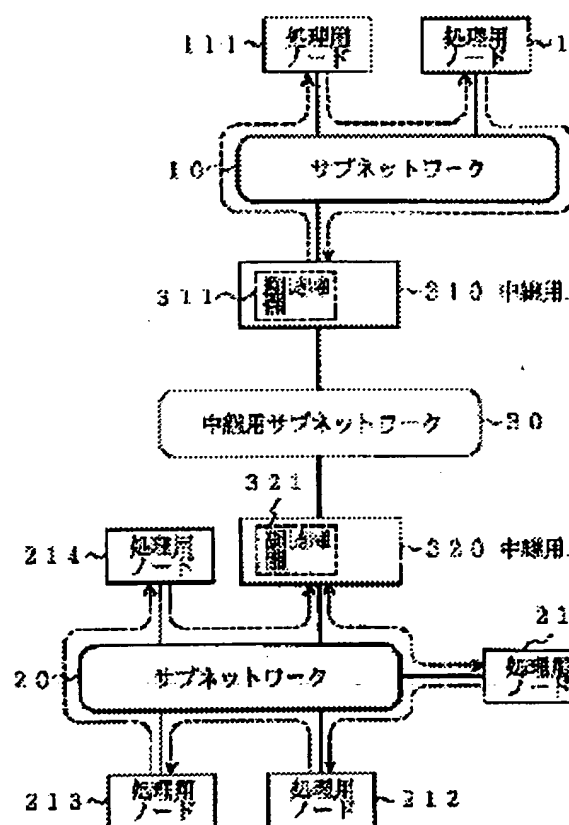 111
処理用
ノード
処理用
ノード
1
10
サブネットワーク
311
310 中継用
中継用サブネットワーク
30
321
214
処理用
ノード
320 中継用
21
20
サブネットワーク
処理用
ノード
213
処理用
ノード
処理用
ノード
212